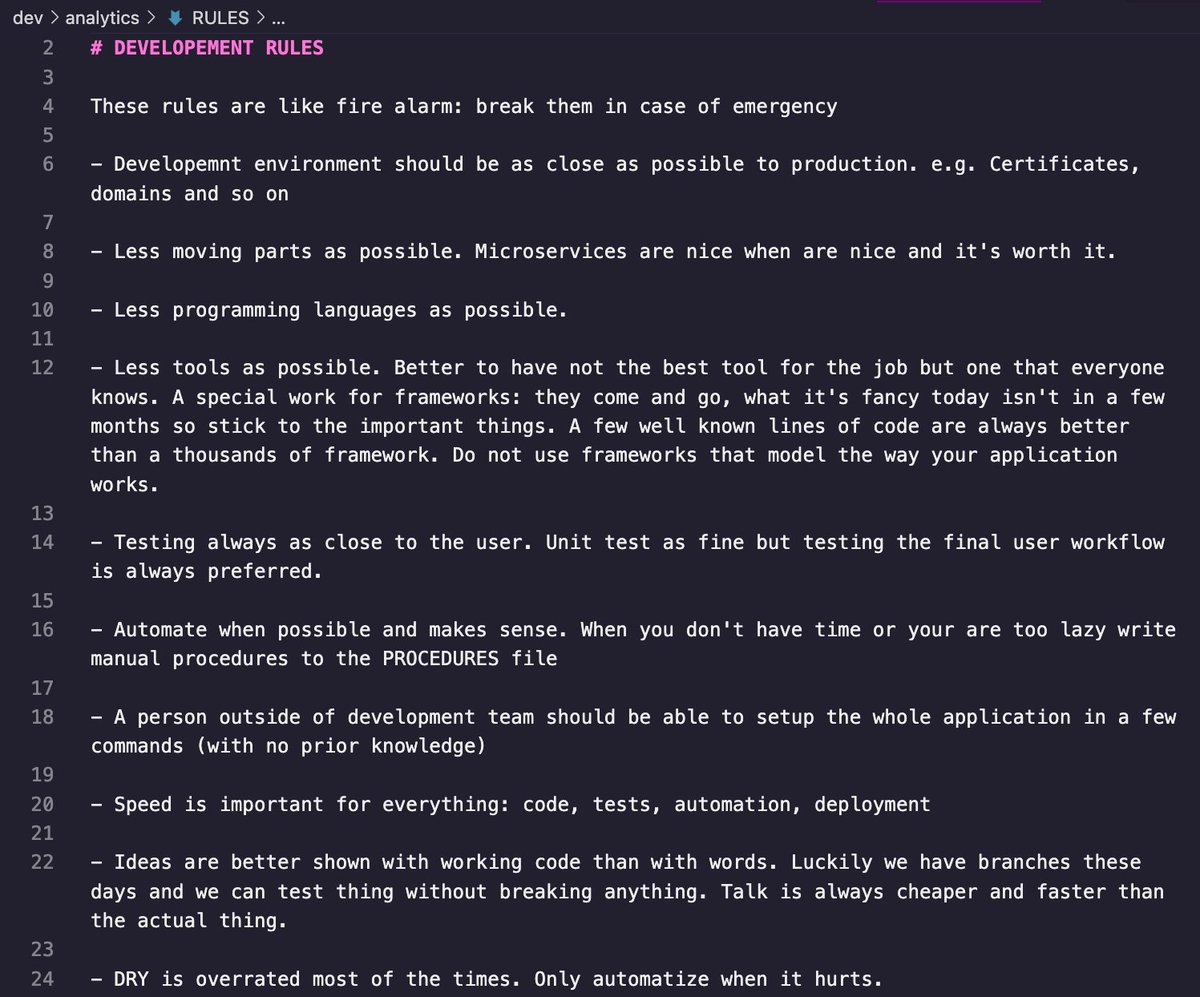 dev > analytics > RULES > ...
2 # DEVELOPEMENT RULES
3
4 These rules are like fire alarm: break them in case of emergency
5
6 - Developemnt environment should be as close as possible to production. e.g. Certificates,
domains and so on
7
8 - Less moving parts as possible. Microservices are nice when are nice and it's worth it.
9
10 - Less programming languages as possible.
11
12 - Less tools as possible. Better to have not the best tool for the job but one that everyone
knows. A special work for frameworks: they come and go, what it's fancy today isn't in a few
months so stick to the important things. A few well known lines of code are always better
than a thousands of framework. Do not use frameworks that model the way your application
works.
13
14 - Testing always as close to the user. Unit test as fine but testing the final user workflow
is always preferred.
15
16 - Automate when possible and makes sense. When you don't have time or your are too lazy write
manual procedures to the PROCEDURES file
17
18 - A person outside of development team should be able to setup the whole application in a few
commands (with no prior knowledge)
19
20 - Speed is important for everything: code, tests, automation, deployment
21
22 - Ideas are better shown with working code than with words. Luckily we have branches these
days and we can test thing without breaking anything. Talk is always cheaper and faster than
the actual thing.
23
24 - DRY is overrated most of the times. Only automatize when it hurts.